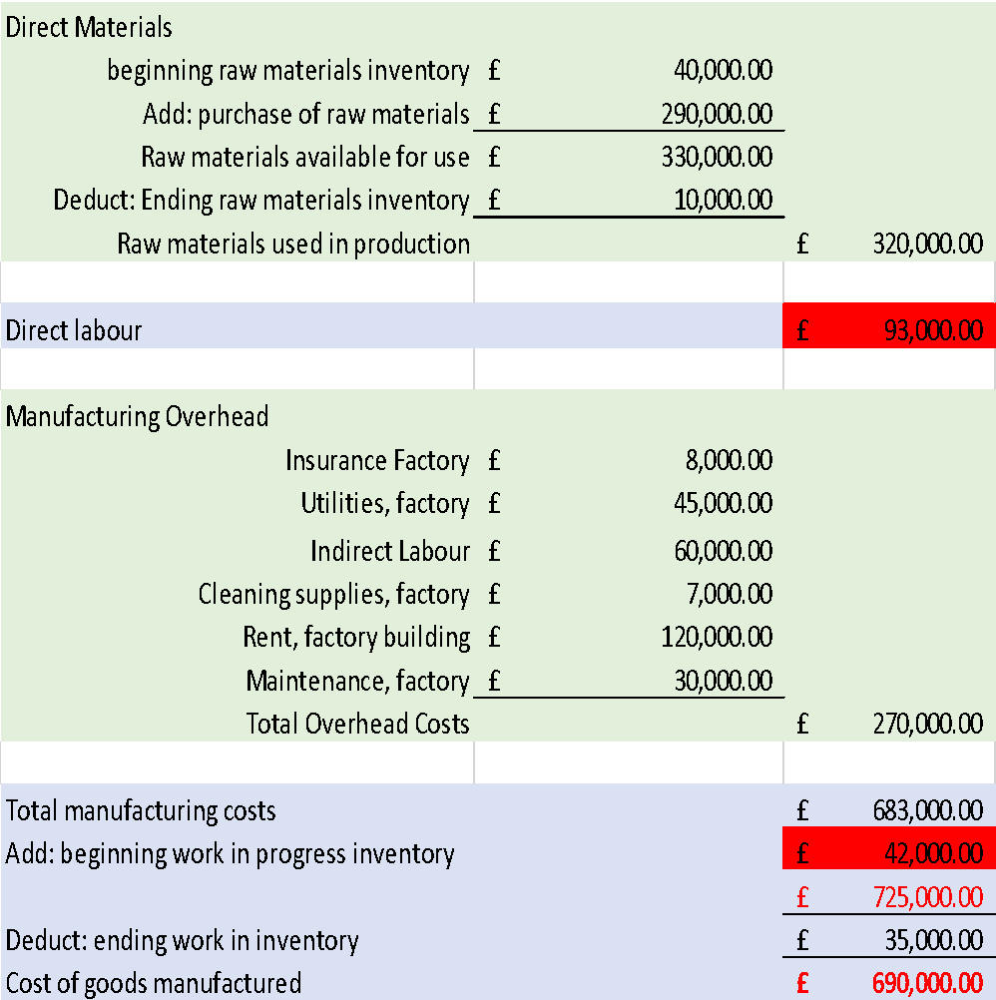 Direct Materials
beginning raw materials inventory £ 40,000.00
Add: purchase of raw materials £ 290,000.00
Raw materials available for use £ 330,000.00
Deduct: Ending raw materials inventory £ 10,000.00
Raw materials used in production £ 320,000.00
Direct labour £ 93,000.00
Manufacturing Overhead
Insurance Factory £ 8,000.00
Utilities, factory £ 45,000.00
Indirect Labour £ 60,000.00
Cleaning supplies, factory £ 7,000.00
Rent, factory building £ 120,000.00
Maintenance, factory £ 30,000.00
Total Overhead Costs £ 270,000.00
Total manufacturing costs £ 683,000.00
Add: beginning work in progress inventory £ 42,000.00
£ 725,000.00
Deduct: ending work in inventory £ 35,000.00
Cost of goods manufactured £ 690,000.00